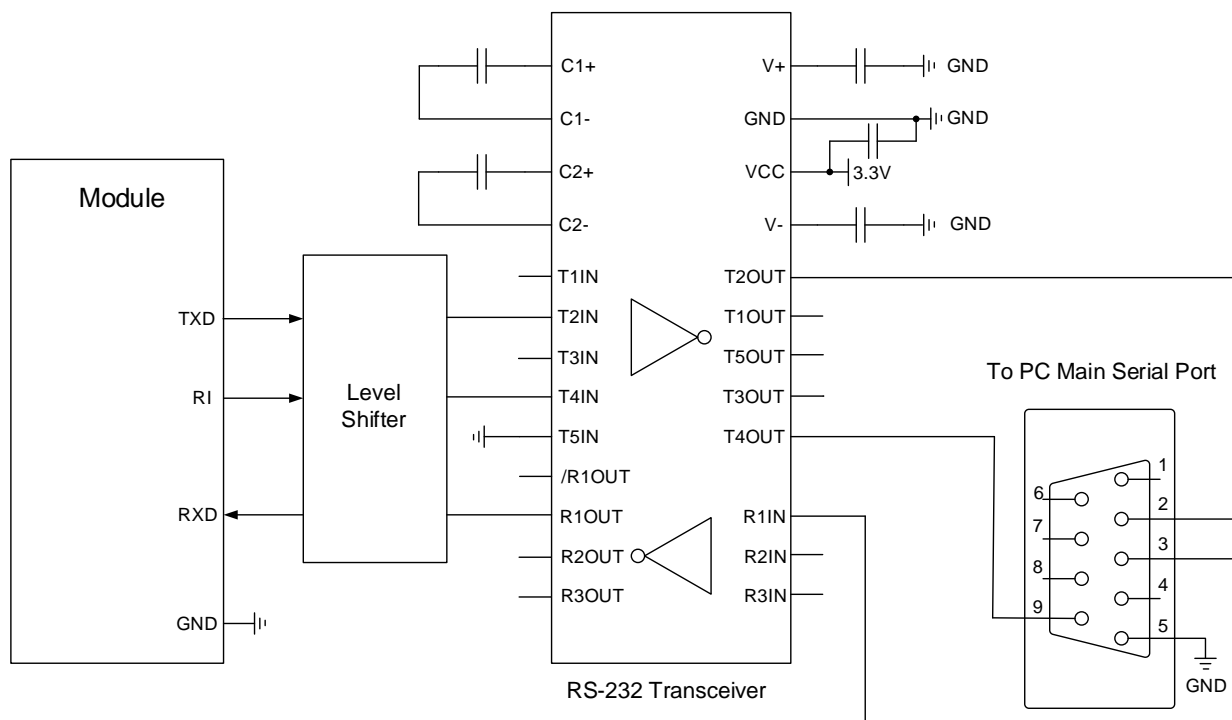 Module
TXD
RI
RXD
GND
Level
Shifter
C1+
C1-
C2+
C2-
T1IN
T2IN
T3IN
T4IN
T5IN
/R1OUT
R1OUT
R2OUT
R3OUT
V+
GND
VCC
V-
T2OUT
T1OUT
T5OUT
T3OUT
T4OUT
R1IN
R2IN
R3IN
RS-232 Transceiver
GND
GND
3.3V
GND
To PC Main Serial Port
6
7
8
9
1
2
3
4
5
GND